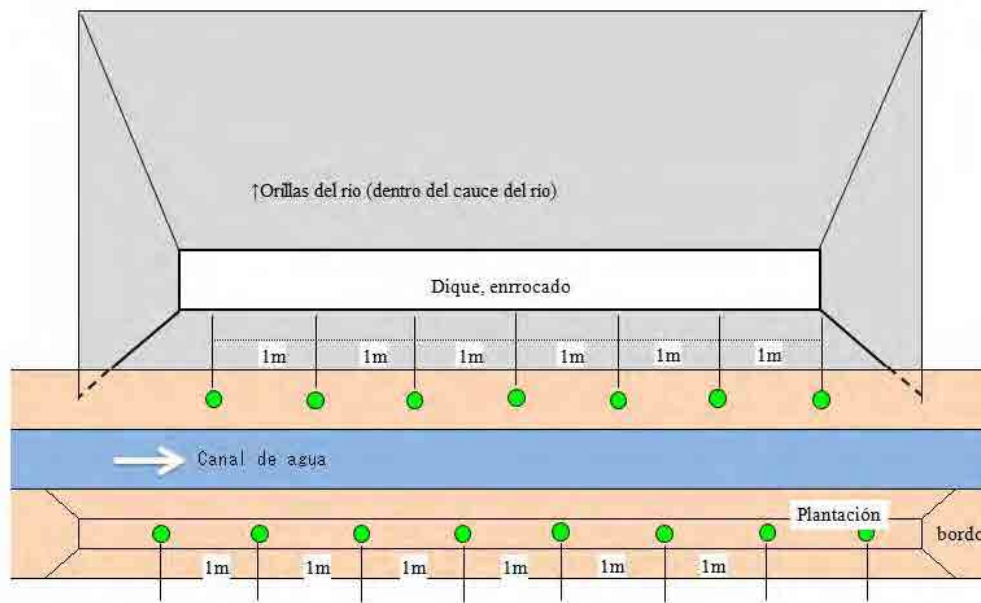 ↑Orillas del rio (dentro del cauce del rio)
Dique, enrrocado
1m 1m 1m 1m 1m 1m
Canal de agua
Plantación
bordo
1m 1m 1m 1m 1m 1m